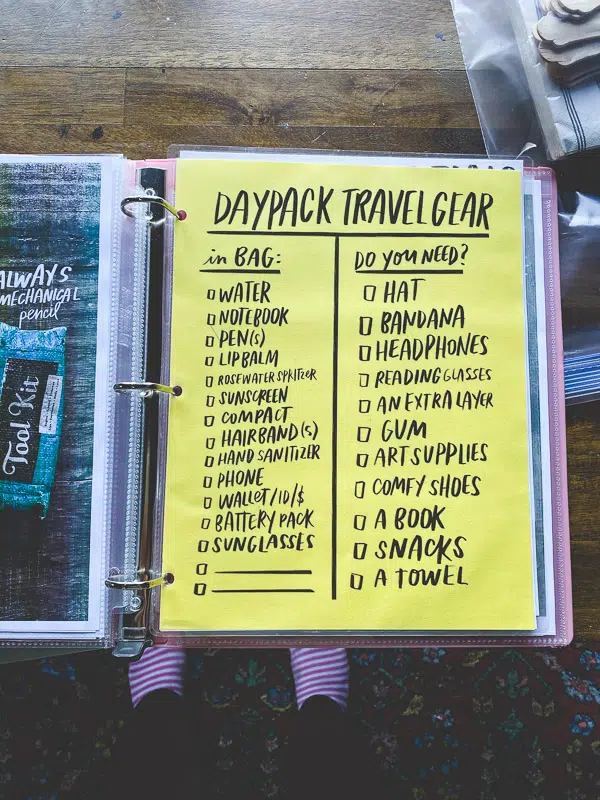 ALWAYS
MECHANICAL
pencil
Tool Kit
DAYPACK TRAVEL GEAR
in BAG:
WATER
NOTEBOOK
PEN(S)
LIP BALM
ROSEWATER SPRITZER
SUNSCREEN
COMPACT
HAIRBAND(S)
HAND SANITIZER
PHONE
WALLET/ID/$
BATTERY PACK
SUNGLASSES
DO YOU NEED?
HAT
BANDANA
HEADPHONES
READING GLASSES
AN EXTRA LAYER
GUM
ART SUPPLIES
COMFY SHOES
A BOOK
SNACKS
A TOWEL